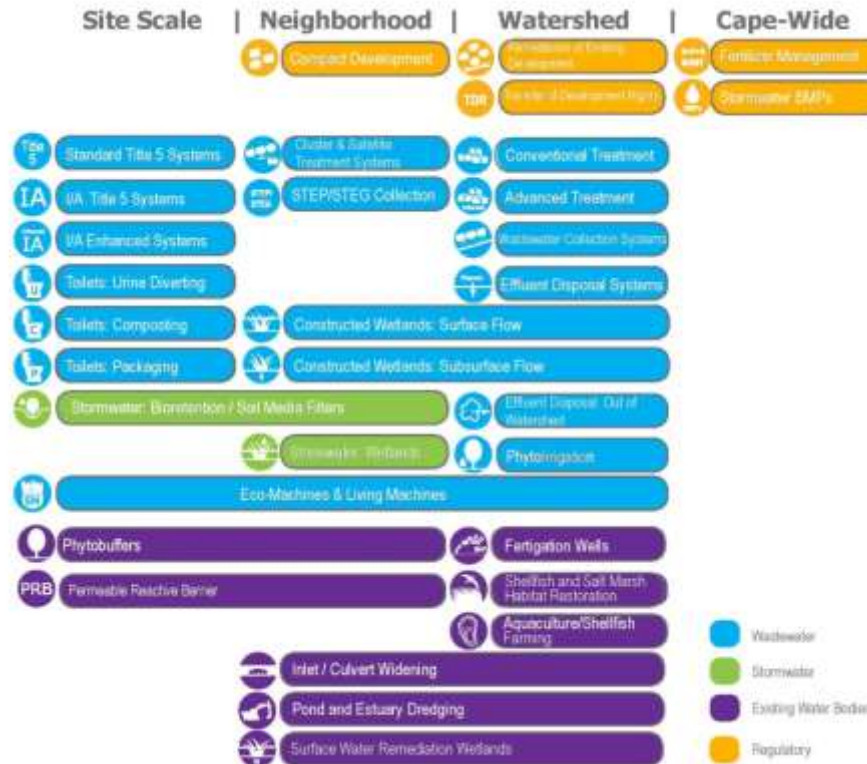 Site Scale | Neighborhood | Watershed | Cape-Wide
Compact Development
Remediation of Existing
Development
Fertilizer Management
TDR
Transfer of Development Rights
Stormwater BMPs
Title
5
Standard Title 5 Systems
Cluster & Satellite
Treatment Systems
Conventional Treatment
IA
I/A Title 5 Systems
STEP/
STEG
STEP/STEG Collection
Advanced Treatment
IA
I/A Enhanced Systems
Wastewater Collection Systems
U
Toilets: Urine Diverting
Effluent Disposal Systems
C
Toilets: Composting
Constructed Wetlands: Surface Flow
P
Toilets: Packaging
Constructed Wetlands: Subsurface Flow
Stormwater: Bioretention / Soil Media Filters
Effluent Disposal: Out of
Watershed
Stormwater: Wetlands
Phytoirrigation
EM
Eco-Machines & Living Machines
Phytobuffers
Fertigation Wells
PRB
Permeable Reactive Barrier
Shellfish and Salt Marsh
Habitat Restoration
Aquaculture/Shellfish
Farming
Inlet / Culvert Widening
Pond and Estuary Dredging
Surface Water Remediation Wetlands
Wastewater
Stormwater
Existing Water Bodies
Regulatory